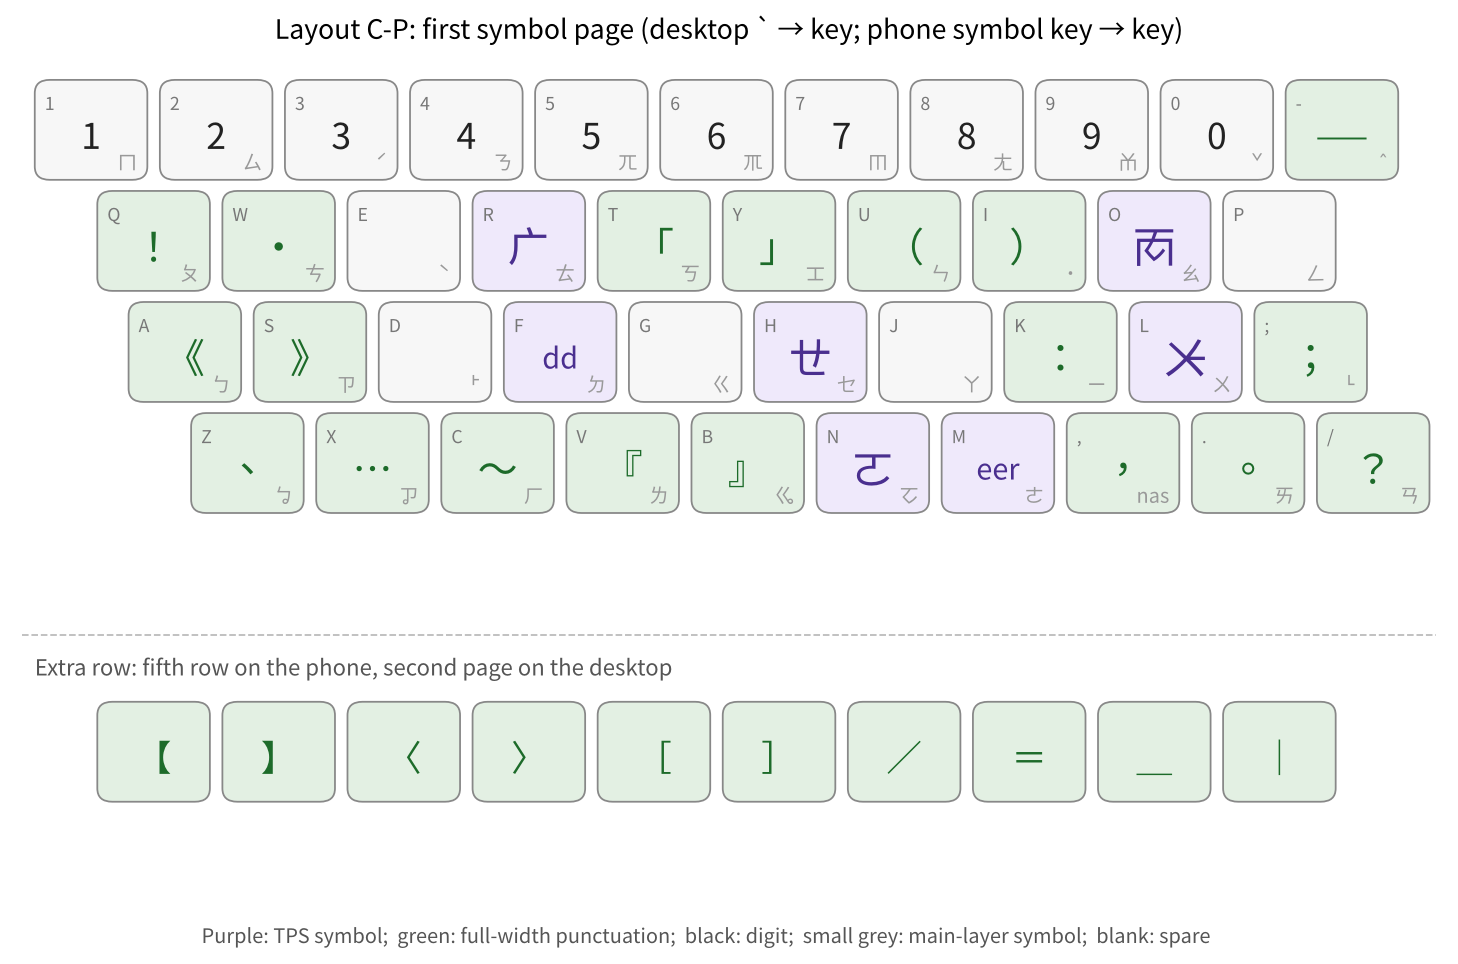 Layout C-P: first symbol page (desktop ` → key; phone symbol key → key)
1 2 3 4 5 6 7 8 9 0 -
1 2 3 4 5 6 7 8 9 0 —
ㄇ ㄙ ˊ ㄋ ㆭ ㄤ ˇ ˆ
Q W E R T Y U I O P
! • 广 「 」 ( )
ㄆ ㄘ ˋ ㄊ ㄎ ㆲ ㄣ ˙ ㄥ
A S D F G H J K L ;
《 》 dd せ : ;
ㄅ ㄗ ㄉ ㄍ ㄚ ㄧ ㄨ
Z X C V B N M , . /
、 … ～ 『 』 eer , 。 ?
ㆠ ㆡ ㄏ ㄌ ㆣ ㄛ nas ㄞ ㄢ
Extra row: fifth row on the phone, second page on the desktop
【 】 〈 〉 [ ] ／ ＝ ＿ ｜
Purple: TPS symbol; green: full-width punctuation; black: digit; small grey: main-layer symbol; blank: spare